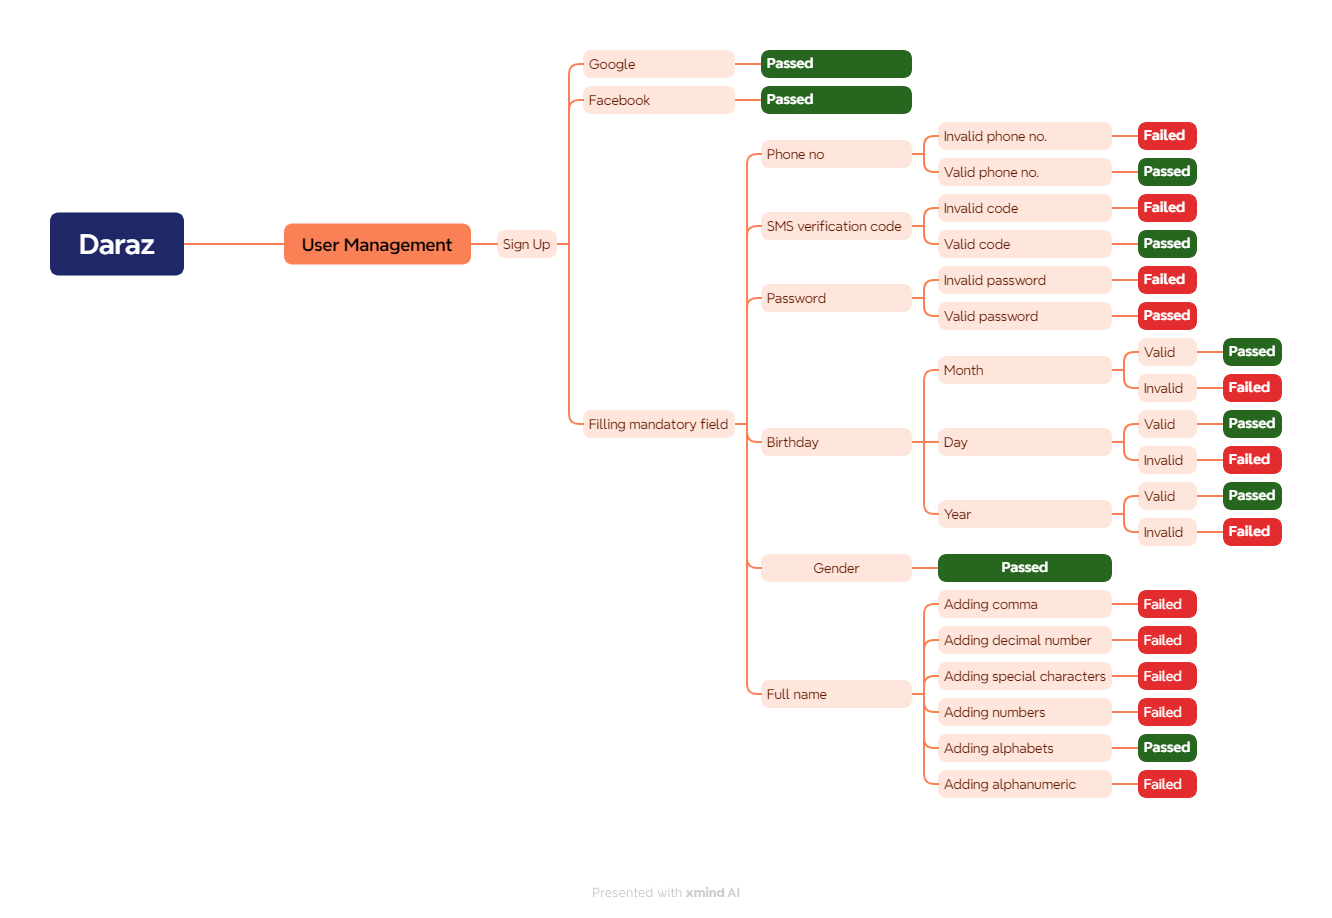 Daraz
User Management
Sign Up
Google
Passed
Facebook
Passed
Filling mandatory field
Phone no
Invalid phone no.
Failed
Valid phone no.
Passed
SMS verification code
Invalid code
Failed
Valid code
Passed
Password
Invalid password
Failed
Valid password
Passed
Birthday
Month
Valid
Passed
Invalid
Failed
Day
Valid
Passed
Invalid
Failed
Year
Valid
Passed
Invalid
Failed
Gender
Passed
Full name
Adding comma
Failed
Adding decimal number
Failed
Adding special characters
Failed
Adding numbers
Failed
Adding alphabets
Passed
Adding alphanumeric
Failed
Presented with xmind AI